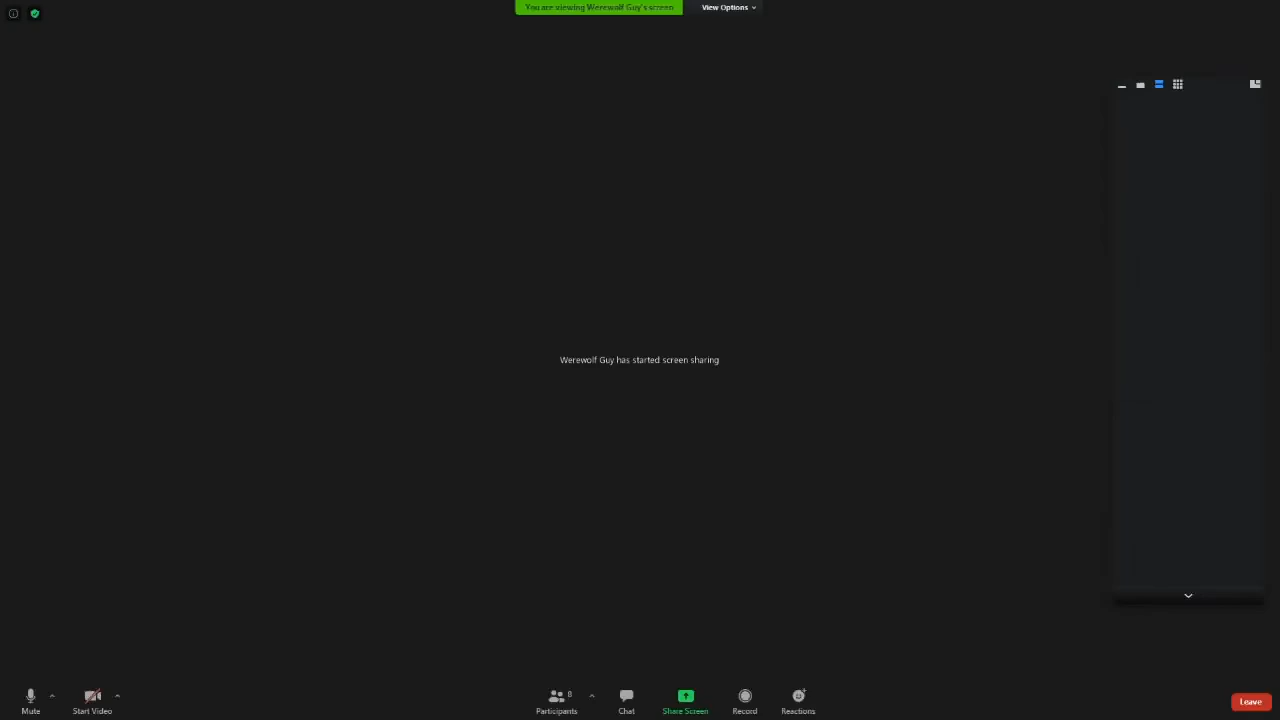 You are viewing Werewolf Guy's screen
View Options
Werewolf Guy has started screen sharing
Mute
Start Video
Participants
8
Chat
Share Screen
Record
Reactions
Leave